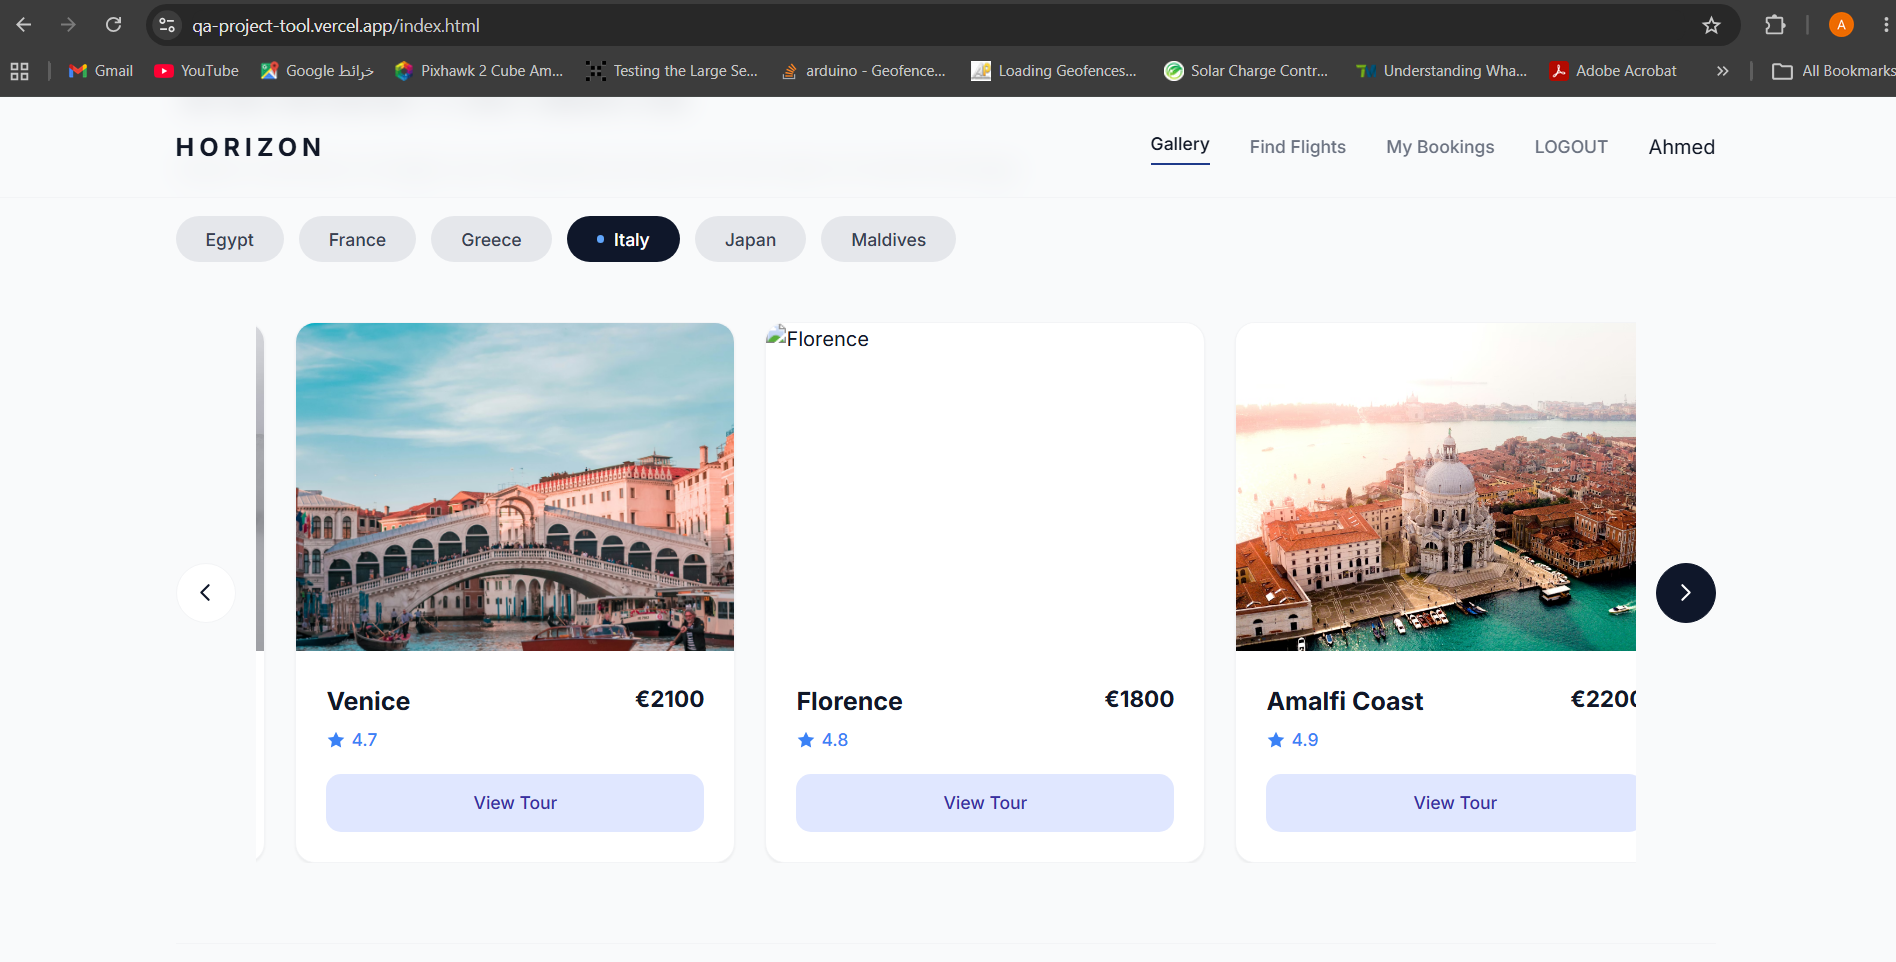 qa-project-tool.vercel.app/index.html
A
Gmail
YouTube
Google خرائط
Pixhawk 2 Cube Am...
Testing the Large Se...
arduino - Geofence...
Loading Geofences...
Solar Charge Contr...
Understanding Wha...
Adobe Acrobat
All Bookmarks
HORIZON
Gallery
Find Flights
My Bookings
LOGOUT
Ahmed
Egypt
France
Greece
Italy
Japan
Maldives
Florence
Venice
€2100
4.7
View Tour
Florence
€1800
4.8
View Tour
Amalfi Coast
€2200
4.9
View Tour